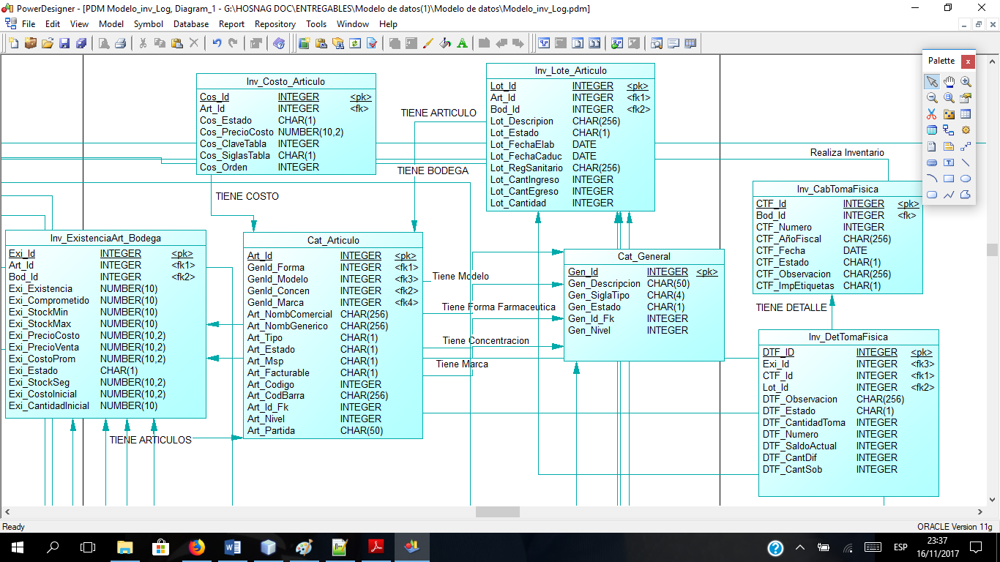 PowerDesigner - [PDM Modelo_inv_Log, Diagram_1 - G:\HOSNAG DOC\ENTREGABLES\Modelo de datos(1)\Modelo de datos\Modelo_inv_Log.pdm]
File Edit View Model Symbol Database Report Repository Tools Window Help
Palette
Inv_Costo_Articulo
Cos_Id INTEGER <pk>
Art_Id INTEGER <fk>
Cos_Estado CHAR(1)
Cos_PrecioCosto NUMBER(10,2)
Cos_ClaveTabla INTEGER
Cos_SiglasTabla CHAR(1)
Cos_Orden INTEGER
TIENE COSTO
TIENE ARTICULO
TIENE BODEGA
Inv_Lote_Articulo
Lot_Id INTEGER <pk>
Art_Id INTEGER <fk1>
Bod_Id INTEGER <fk2>
Lot_Descripion CHAR(256)
Lot_Estado CHAR(1)
Lot_FechaElab DATE
Lot_FechaCaduc DATE
Lot_RegSanitario CHAR(256)
Lot_CantIngreso INTEGER
Lot_CantEgreso INTEGER
Lot_Cantidad INTEGER
Realiza Inventario
Inv_CabTomaFisica
CTF_Id INTEGER <pk>
Bod_Id INTEGER <fk>
CTF_Numero INTEGER
CTF_AñoFiscal CHAR(256)
CTF_Fecha DATE
CTF_Estado CHAR(1)
CTF_Observacion CHAR(256)
CTF_ImpEtiquetas CHAR(1)
TIENE DETALLE
Inv_ExistenciaArt_Bodega
Exi_Id INTEGER <pk>
Art_Id INTEGER <fk1>
Bod_Id INTEGER <fk2>
Exi_Existencia NUMBER(10)
Exi_Comprometido NUMBER(10)
Exi_StockMin NUMBER(10)
Exi_StockMax NUMBER(10)
Exi_PrecioCosto NUMBER(10,2)
Exi_PrecioVenta NUMBER(10,2)
Exi_CostoProm NUMBER(10,2)
Exi_Estado CHAR(1)
Exi_StockSeg NUMBER(10,2)
Exi_CostoInicial NUMBER(10,2)
Exi_CantidadInicial NUMBER(10)
TIENE ARTICULOS
Cat_Articulo
Art_Id INTEGER <pk>
GenId_Forma INTEGER <fk1>
GenId_Modelo INTEGER <fk3>
GenId_Concen INTEGER <fk2>
GenId_Marca INTEGER <fk4>
Art_NombComercial CHAR(256)
Art_NombGenerico CHAR(256)
Art_Tipo CHAR(1)
Art_Estado CHAR(1)
Art_Msp CHAR(1)
Art_Facturable CHAR(1)
Art_Codigo INTEGER
Art_CodBarra CHAR(256)
Art_Id_Fk INTEGER
Art_Nivel INTEGER
Art_Partida CHAR(50)
Tiene Modelo
Tiene Forma Farmaceutica
Tiene Concentracion
Tiene Marca
Cat_General
Gen_Id INTEGER <pk>
Gen_Descripcion CHAR(50)
Gen_SiglaTipo CHAR(4)
Gen_Estado CHAR(1)
Gen_Id_Fk INTEGER
Gen_Nivel INTEGER
Inv_DetTomaFisica
DTF_ID INTEGER <pk>
Exi_Id INTEGER <fk3>
CTF_Id INTEGER <fk1>
Lot_Id INTEGER <fk2>
DTF_Observacion CHAR(256)
DTF_Estado CHAR(1)
DTF_CantidadToma INTEGER
DTF_Numero INTEGER
DTF_SaldoActual INTEGER
DTF_CantDif INTEGER
DTF_CantSob INTEGER
Ready
ORACLE Version 11g
ESP
23:37
16/11/2017